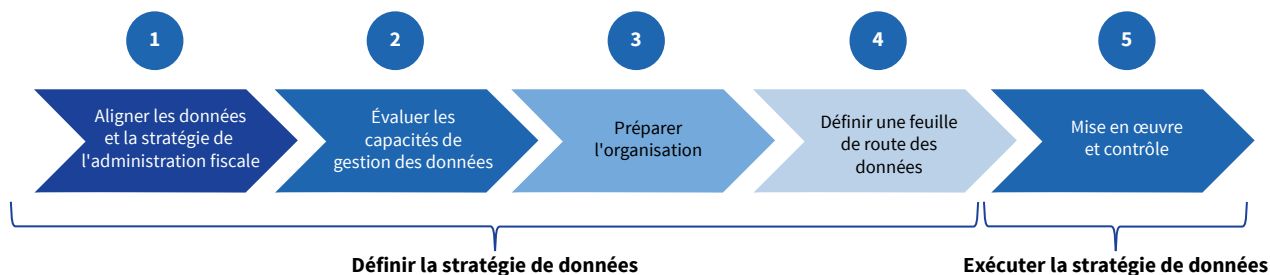 1
2
3
4
5
Aligner les données
et la stratégie de
l'administration fiscale
Évaluer les
capacités de
gestion des données
Préparer
l'organisation
Définir une feuille
de route des
données
Mise en œuvre
et contrôle
Définir la stratégie de données
Exécuter la stratégie de données